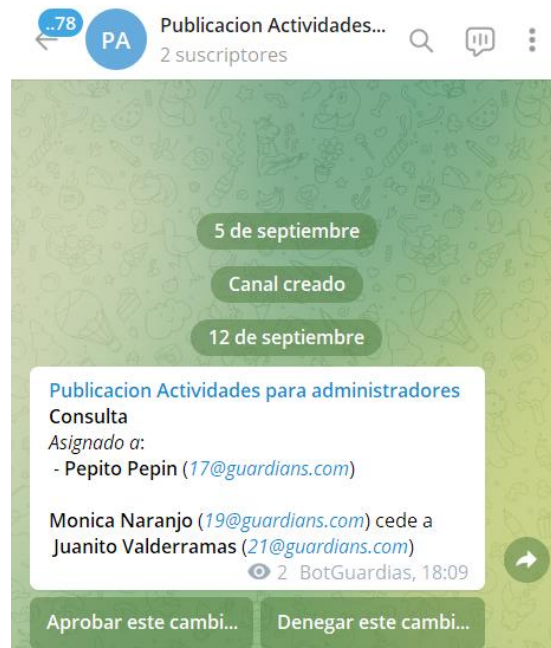 ..78
PA
Publicacion Actividades...
2 suscriptores
5 de septiembre
Canal creado
12 de septiembre
Publicacion Actividades para administradores
Consulta
Asignado a:
- Pepito Pepin (17@guardians.com)
Monica Naranjo (19@guardians.com) cede a
Juanito Valderramas (21@guardians.com)
2 BotGuardias, 18:09
Aprobar este cambi...
Denegar este cambi...